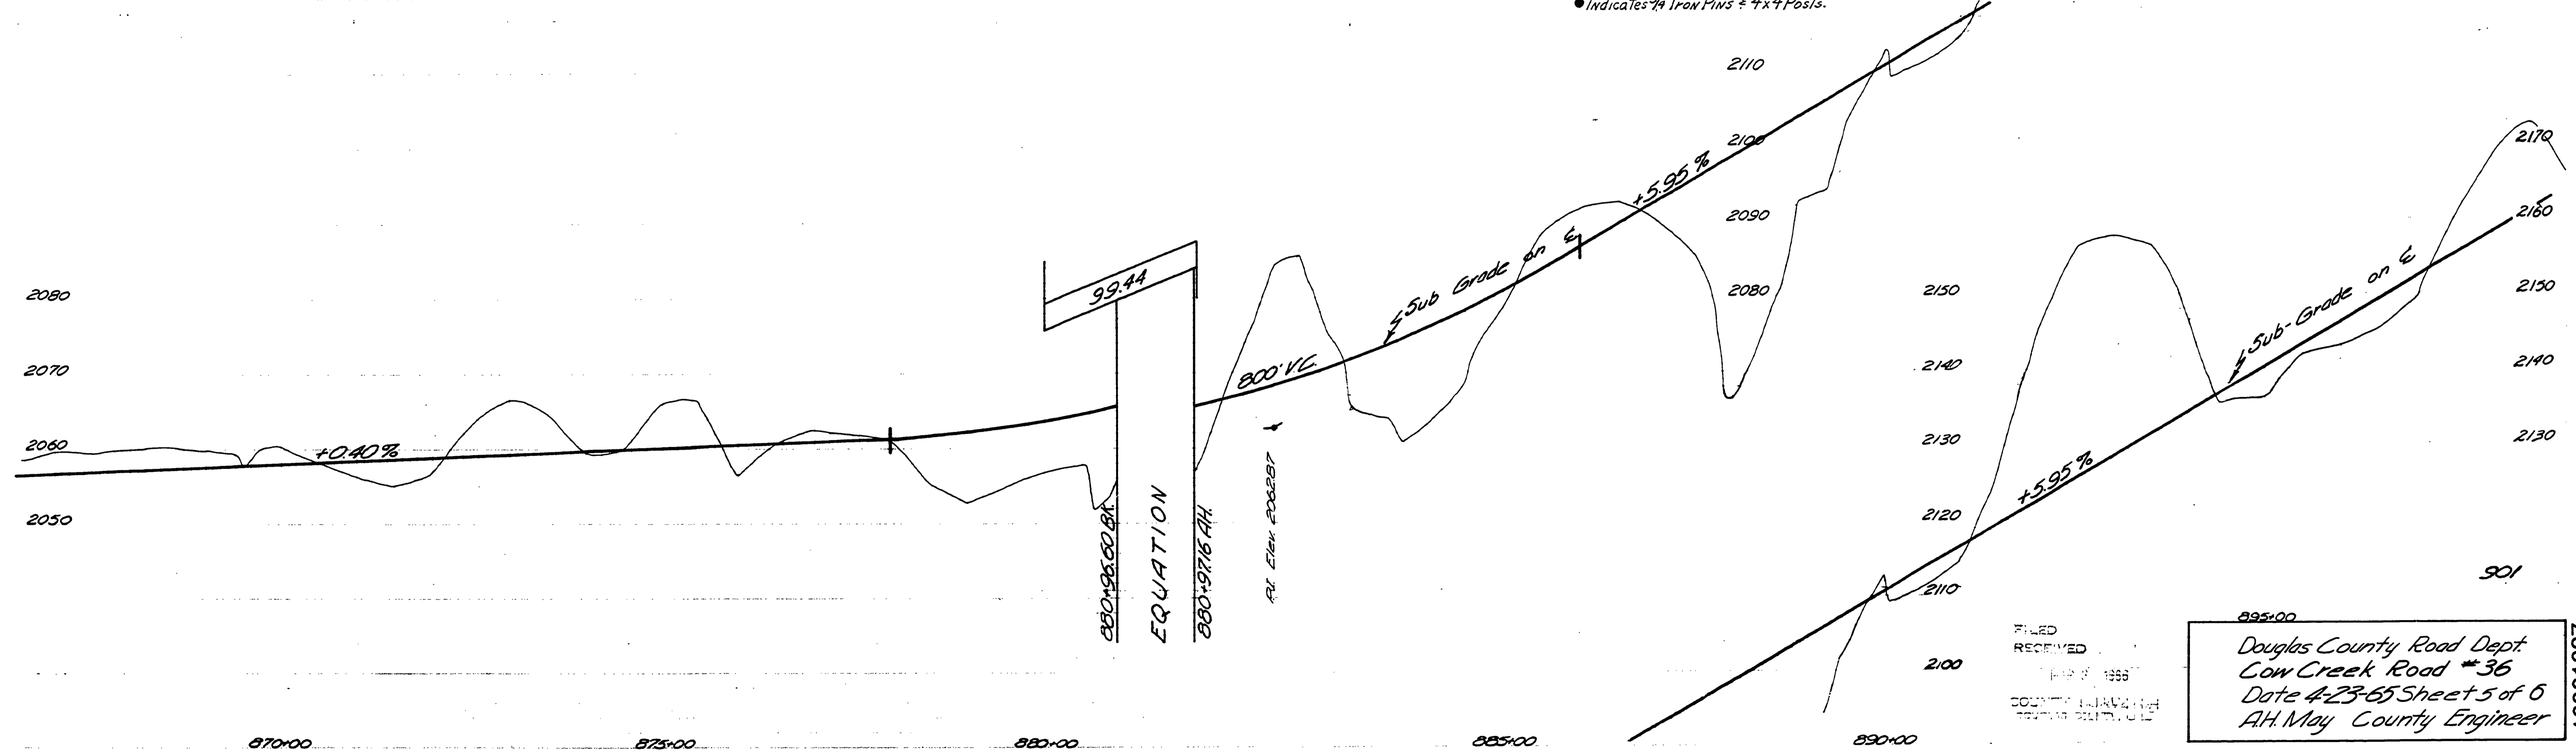 ●Indicates 3/4 Iron Pins & 4x4 Posts.
2110
2100
2090
2080
+5.95%
Sub Grade on ℄
800' V.C.
99.44
2080
2070
2060
2050
+0.40%
880+96.60 BK.
EQUATION
880+97.16 AH.
P.I. Elev. 2062.87
2150
2140
2130
2120
2110
2100
+5.95%
Sub-Grade on ℄
2170
2160
2150
2140
2130
901
895+00
FILED
RECEIVED
Douglas County Road Dept.
Cow Creek Road #36
Date 4-23-65 Sheet 5 of 6
A.H. May County Engineer
870+00
875+00
880+00
885+00
890+00